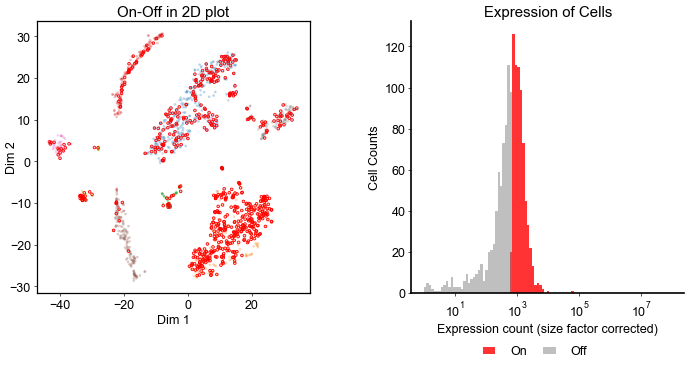 On-Off in 2D plot
30
20
10
0
−10
−20
−30
Dim 2
−40
−20
0
20
Dim 1
Expression of Cells
120
100
80
60
40
20
0
Cell Counts
10^1
10^3
10^5
10^7
Expression count (size factor corrected)
On
Off